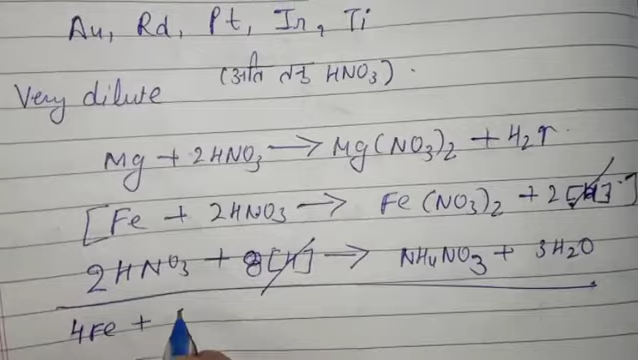 Au, Rd, Pt, In, Ti
(अति तनु HNO3).
Very dilute
Mg + 2HNO3 → Mg(NO3)2 + H2↑.
[Fe + 2HNO3 → Fe(NO3)2 + 2[H]]
2HNO3 + 8[H] → NH4NO3 + 3H2O
4Fe +